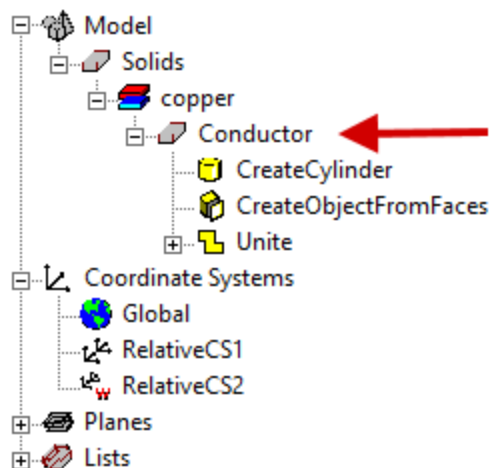 Model
Solids
copper
Conductor
CreateCylinder
CreateObjectFromFaces
Unite
Coordinate Systems
Global
RelativeCS1
RelativeCS2
Planes
Lists